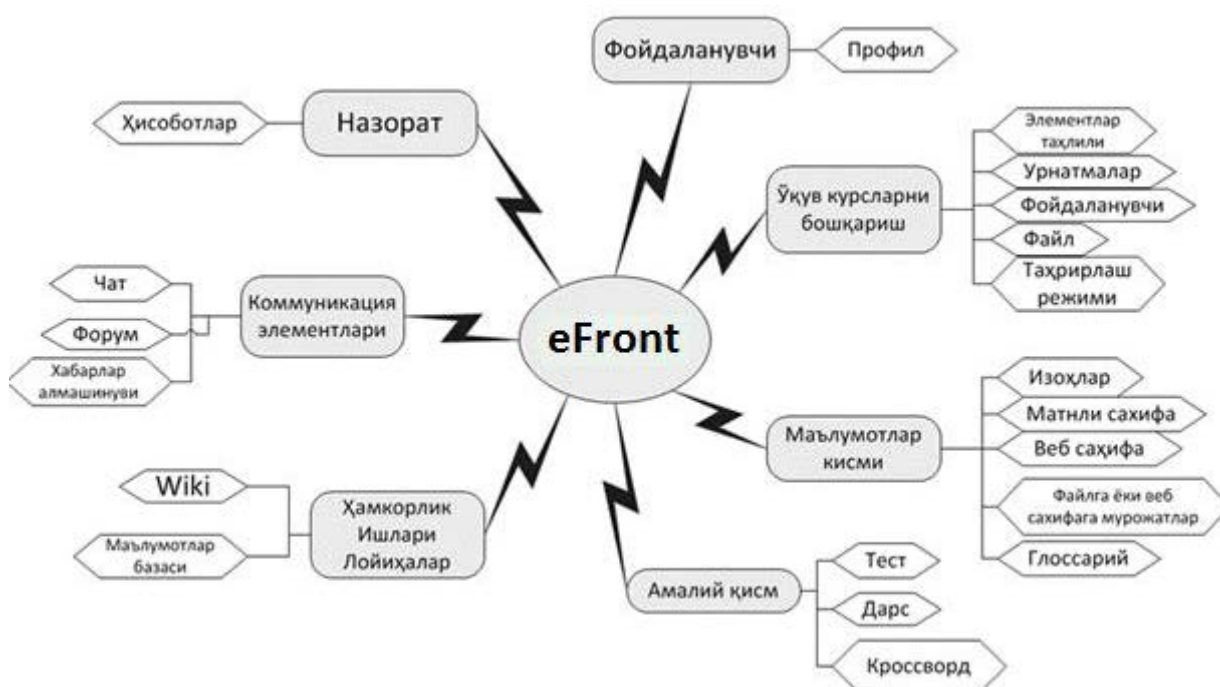 Фойдаланувчи
Профил
Назорат
Ҳисоботлар
Ўқув курсларни
бошқариш
Элементлар
таҳлили
Урнатмалар
Фойдаланувчи
Файл
Таҳрирлаш
режими
Коммуникация
элементлари
Чат
Форум
Хабарлар
алмашинуви
eFront
Маълумотлар
кисми
Изоҳлар
Матнли сахифа
Веб саҳифа
Файлга ёки веб
сахифага мурожатлар
Глоссарий
Ҳамкорлик
Ишлари
Лойиҳалар
Wiki
Маълумотлар
базаси
Амалий қисм
Тест
Дарс
Кроссворд